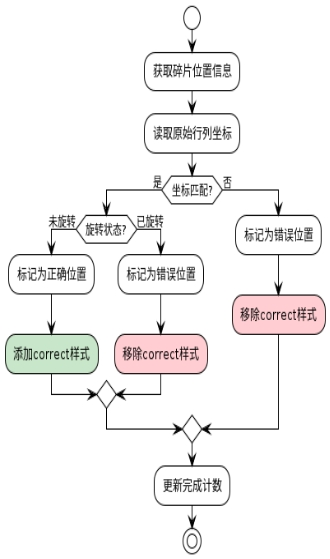 获取碎片位置信息
读取原始行列坐标
是
坐标匹配?
否
未旋转
旋转状态?
已旋转
标记为正确位置
标记为错误位置
标记为错误位置
添加correct样式
移除correct样式
移除correct样式
更新完成计数